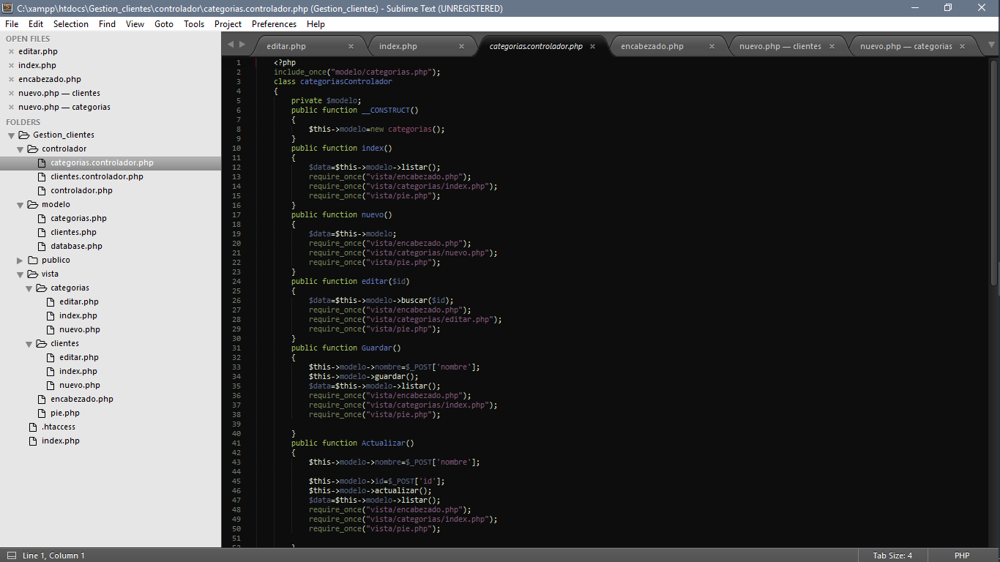 C:\xampp\htdocs\Gestion_clientes\controlador\categorias.controlador.php (Gestion_clientes) - Sublime Text (UNREGISTERED)
File Edit Selection Find View Goto Tools Project Preferences Help
OPEN FILES
editar.php
index.php
encabezado.php
nuevo.php — clientes
nuevo.php — categorias
FOLDERS
Gestion_clientes
controlador
categorias.controlador.php
clientes.controlador.php
controlador.php
modelo
categorias.php
clientes.php
database.php
publico
vista
categorias
editar.php
index.php
nuevo.php
clientes
editar.php
index.php
nuevo.php
encabezado.php
pie.php
.htaccess
index.php
editar.php index.php categorias.controlador.php encabezado.php nuevo.php — clientes nuevo.php — categorias
1 <?php
2 include_once("modelo/categorias.php");
3 class categoriasControlador
4 {
5 private $modelo;
6 public function __CONSTRUCT()
7 {
8 $this->modelo=new categorias();
9 }
10 public function index()
11 {
12 $data=$this->modelo->listar();
13 require_once("vista/encabezado.php");
14 require_once("vista/categorias/index.php");
15 require_once("vista/pie.php");
16 }
17 public function nuevo()
18 {
19 $data=$this->modelo;
20 require_once("vista/encabezado.php");
21 require_once("vista/categorias/nuevo.php");
22 require_once("vista/pie.php");
23 }
24 public function editar($id)
25 {
26 $data=$this->modelo->buscar($id);
27 require_once("vista/encabezado.php");
28 require_once("vista/categorias/editar.php");
29 require_once("vista/pie.php");
30 }
31 public function Guardar()
32 {
33 $this->modelo->nombre=$_POST['nombre'];
34 $this->modelo->guardar();
35 $data=$this->modelo->listar();
36 require_once("vista/encabezado.php");
37 require_once("vista/categorias/index.php");
38 require_once("vista/pie.php");
39
40 }
41 public function Actualizar()
42 {
43 $this->modelo->nombre=$_POST['nombre'];
44
45 $this->modelo->id=$_POST['id'];
46 $this->modelo->actualizar();
47 $data=$this->modelo->listar();
48 require_once("vista/encabezado.php");
49 require_once("vista/categorias/index.php");
50 require_once("vista/pie.php");
51
52 }
Line 1, Column 1 Tab Size: 4 PHP